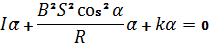 Iα̈ + B²S²cos²α/R α̇ + kα = 0